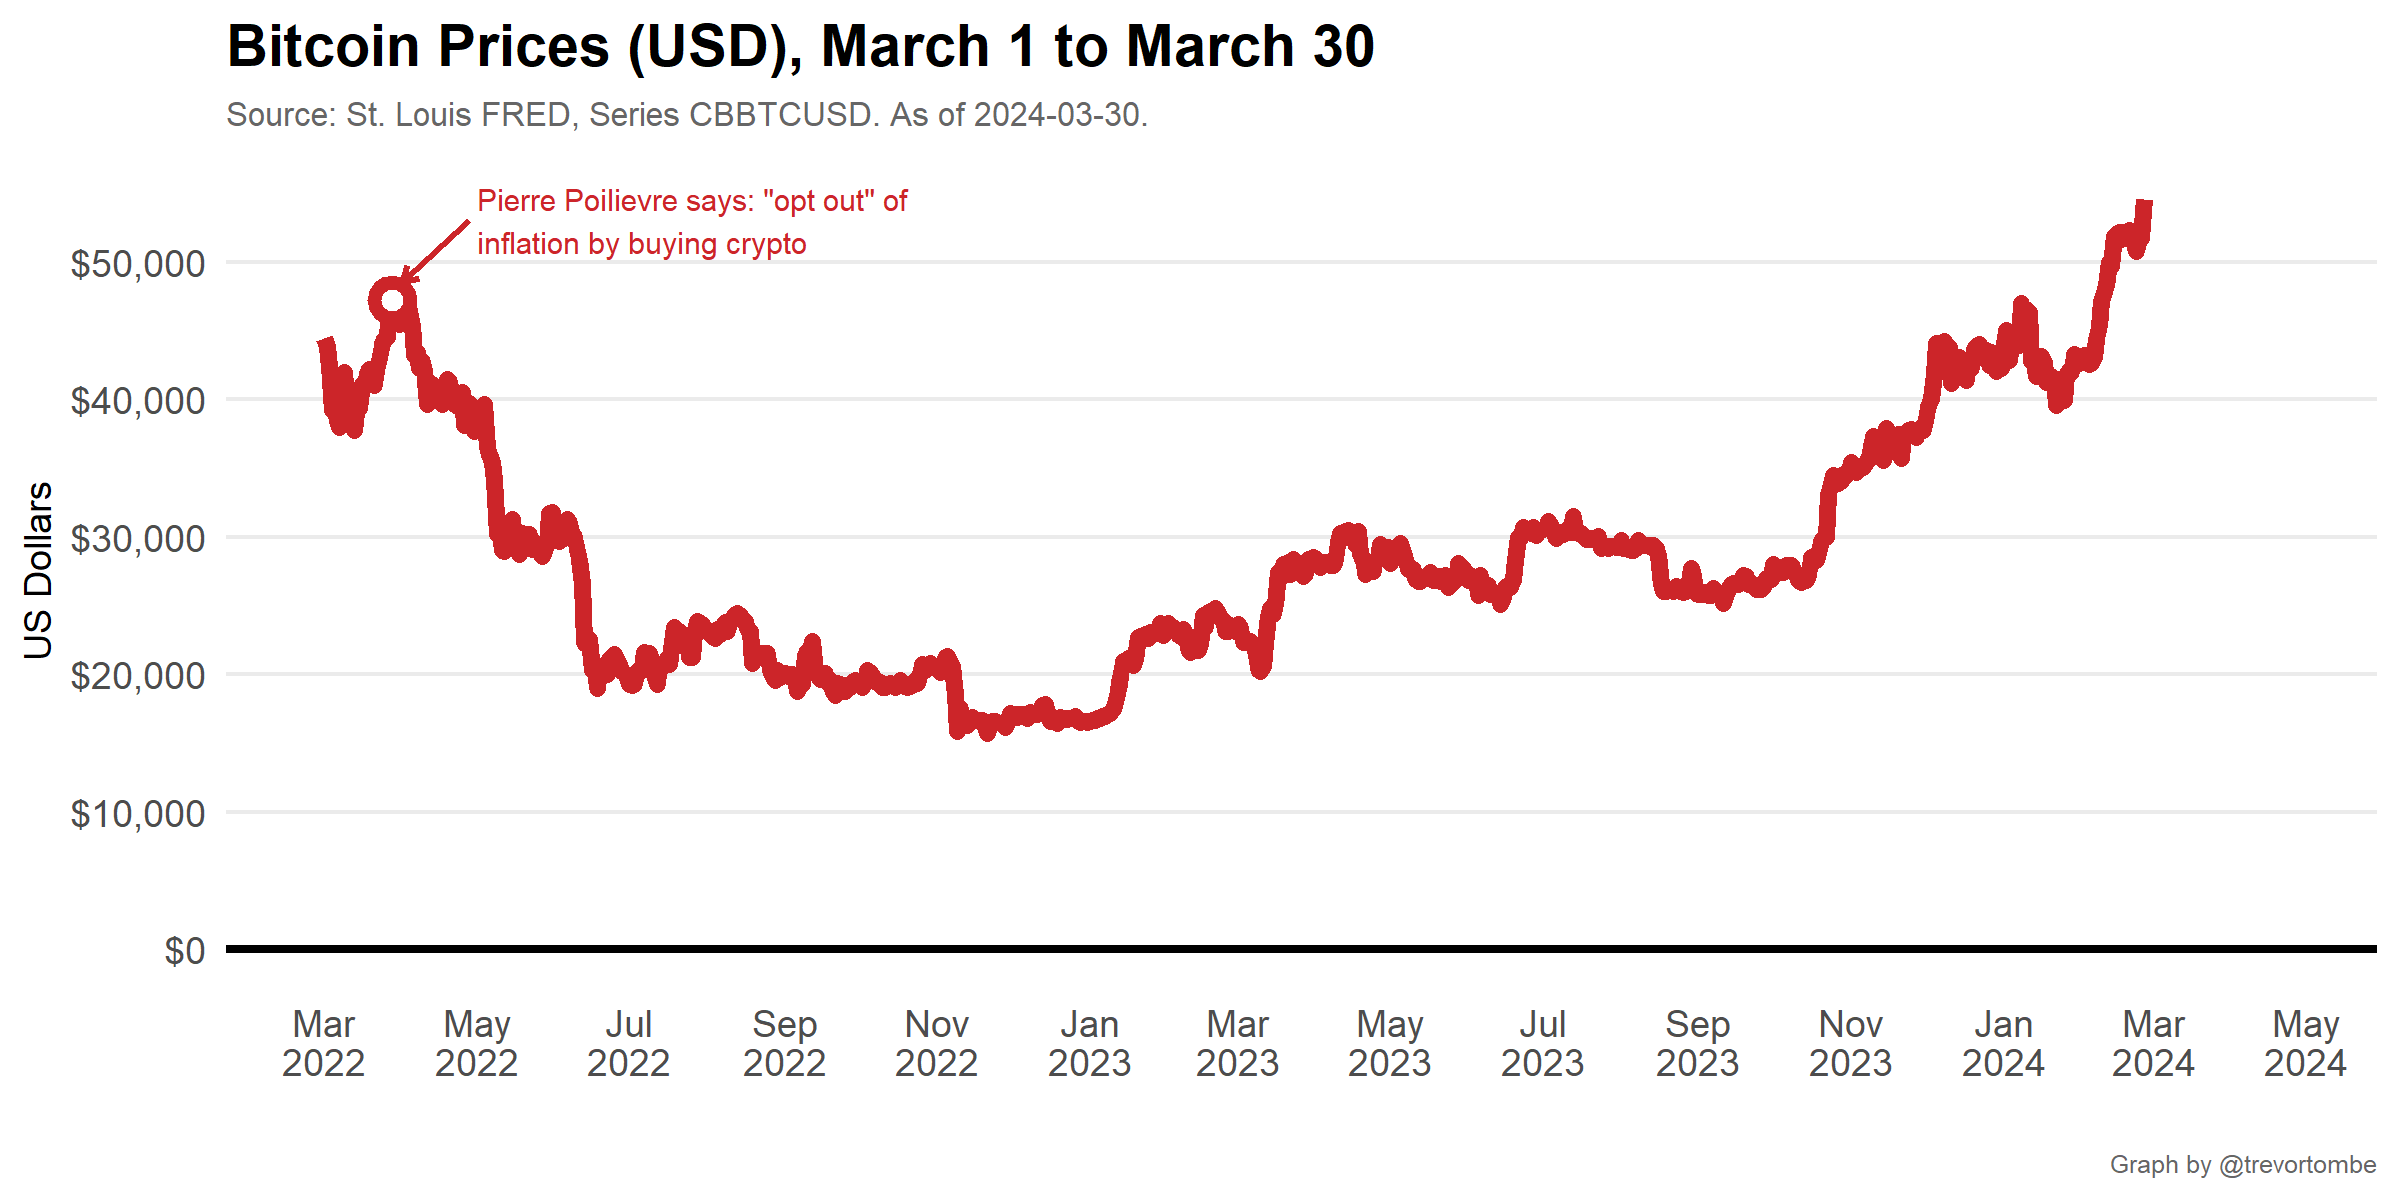 Bitcoin Prices (USD), March 1 to March 30
Source: St. Louis FRED, Series CBBTCUSD. As of 2024-03-30.
Pierre Poilievre says: "opt out" of
inflation by buying crypto
US Dollars
$50,000
$40,000
$30,000
$20,000
$10,000
$0
Mar May Jul Sep Nov Jan Mar May Jul Sep Nov Jan Mar May
2022 2022 2022 2022 2022 2023 2023 2023 2023 2023 2023 2024 2024 2024
Graph by @trevortombe